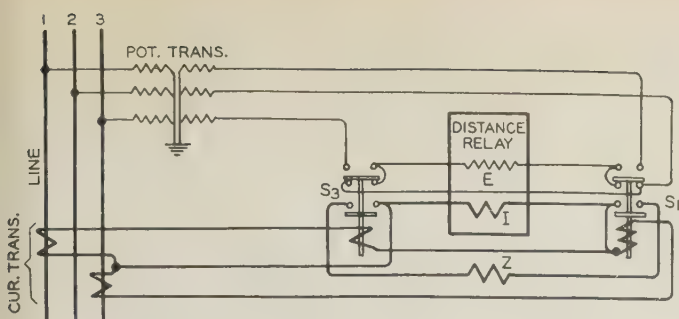 1 2 3
POT. TRANS.
DISTANCE
RELAY
E
S3
S1
I
Z
LINE
CUR. TRANS.